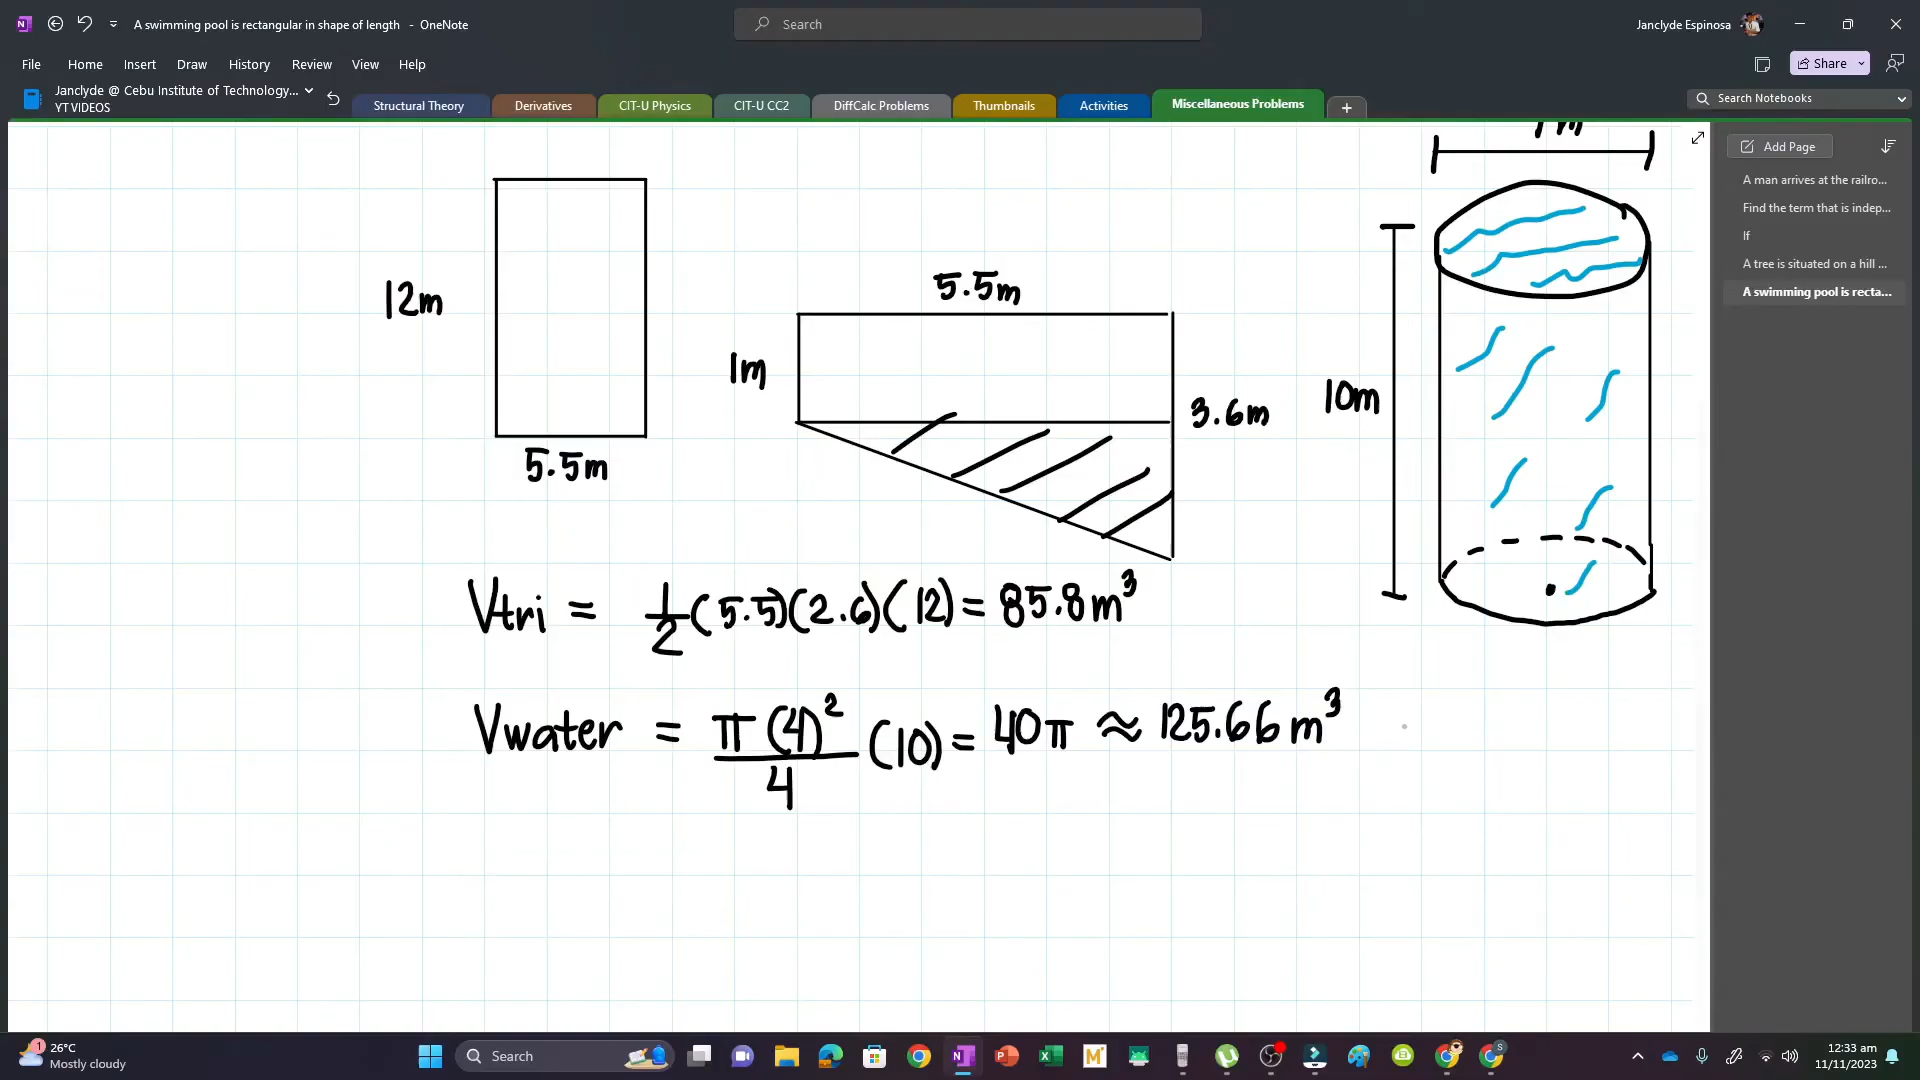 A swimming pool is rectangular in shape of length - OneNote
Search
Janclyde Espinosa
File Home Insert Draw History Review View Help
Share
Janclyde @ Cebu Institute of Technology...
YT VIDEOS
Structural Theory Derivatives CIT-U Physics CIT-U CC2 DiffCalc Problems Thumbnails Activities Miscellaneous Problems +
Search Notebooks
Add Page
A man arrives at the railro...
Find the term that is indep...
If
A tree is situated on a hill ...
A swimming pool is recta...
12m
5.5m
5.5m
1m
3.6m
10m
Vtri = 1/2 (5.5)(2.6)(12) = 85.8m³
Vwater = π(4)²/4 (10) = 40π ≈ 125.66m³
26°C
Mostly cloudy
Search
12:33 am
11/11/2023